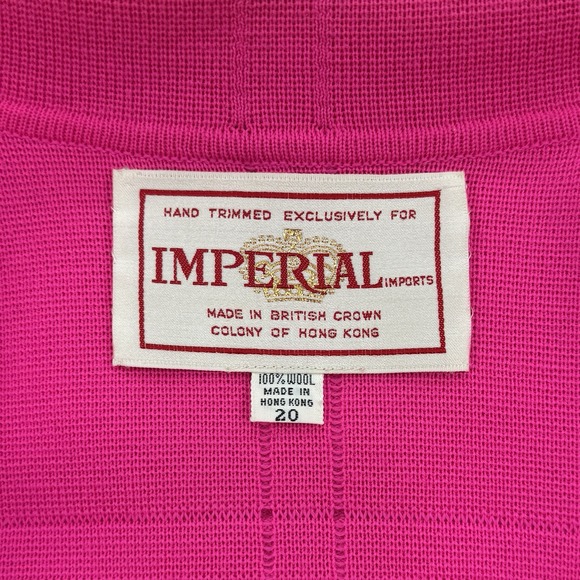 HAND TRIMMED EXCLUSIVELY FOR
IMPERIAL IMPORTS
MADE IN BRITISH CROWN
COLONY OF HONG KONG
100% WOOL
MADE IN
HONG KONG
20